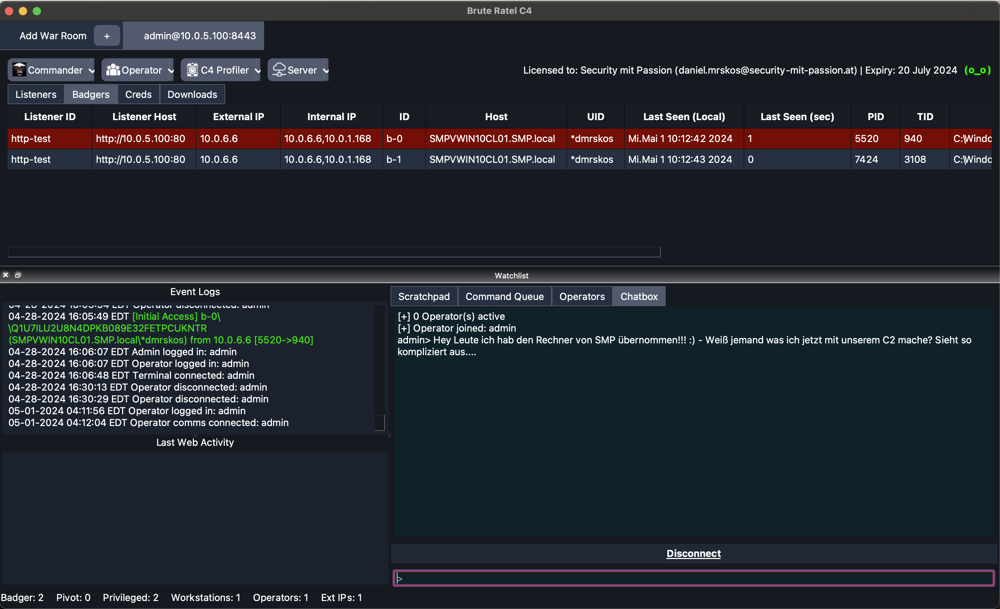 Brute Ratel C4
Add War Room + admin@10.0.5.100:8443
Commander Operator C4 Profiler Server Licensed to: Security mit Passion (daniel.mrskos@security-mit-passion.at) | Expiry: 20 July 2024 (o_o)
Listeners Badgers Creds Downloads
Listener ID Listener Host External IP Internal IP ID Host UID Last Seen (Local) Last Seen (sec) PID TID
http-test http://10.0.5.100:80 10.0.6.6 10.0.6.6,10.0.1.168 b-0 SMPVWIN10CL01.SMP.local *dmrskos Mi.Mai 1 10:12:42 2024 1 5520 940 C:\Windo
http-test http://10.0.5.100:80 10.0.6.6 10.0.6.6,10.0.1.168 b-1 SMPVWIN10CL01.SMP.local *dmrskos Mi.Mai 1 10:12:43 2024 0 7424 3108 C:\Windo
Watchlist
Event Logs
Operator disconnected: admin
04-28-2024 16:05:49 EDT [Initial Access] b-0\
\Q1U7ILU2U8N4DPKB089E32FETPCUKNTR
(SMPVWIN10CL01.SMP.local\*dmrskos) from 10.0.6.6 [5520->940]
04-28-2024 16:06:07 EDT Admin logged in: admin
04-28-2024 16:06:07 EDT Operator logged in: admin
04-28-2024 16:06:48 EDT Terminal connected: admin
04-28-2024 16:30:13 EDT Operator disconnected: admin
04-28-2024 16:30:29 EDT Operator disconnected: admin
05-01-2024 04:11:56 EDT Operator logged in: admin
05-01-2024 04:12:04 EDT Operator comms connected: admin
Last Web Activity
Scratchpad Command Queue Operators Chatbox
[+] 0 Operator(s) active
[+] Operator joined: admin
admin> Hey Leute ich hab den Rechner von SMP übernommen!!! :) - Weiß jemand was ich jetzt mit unserem C2 mache? Sieht so
kompliziert aus....
Disconnect
>
Badger: 2 Pivot: 0 Privileged: 2 Workstations: 1 Operators: 1 Ext IPs: 1